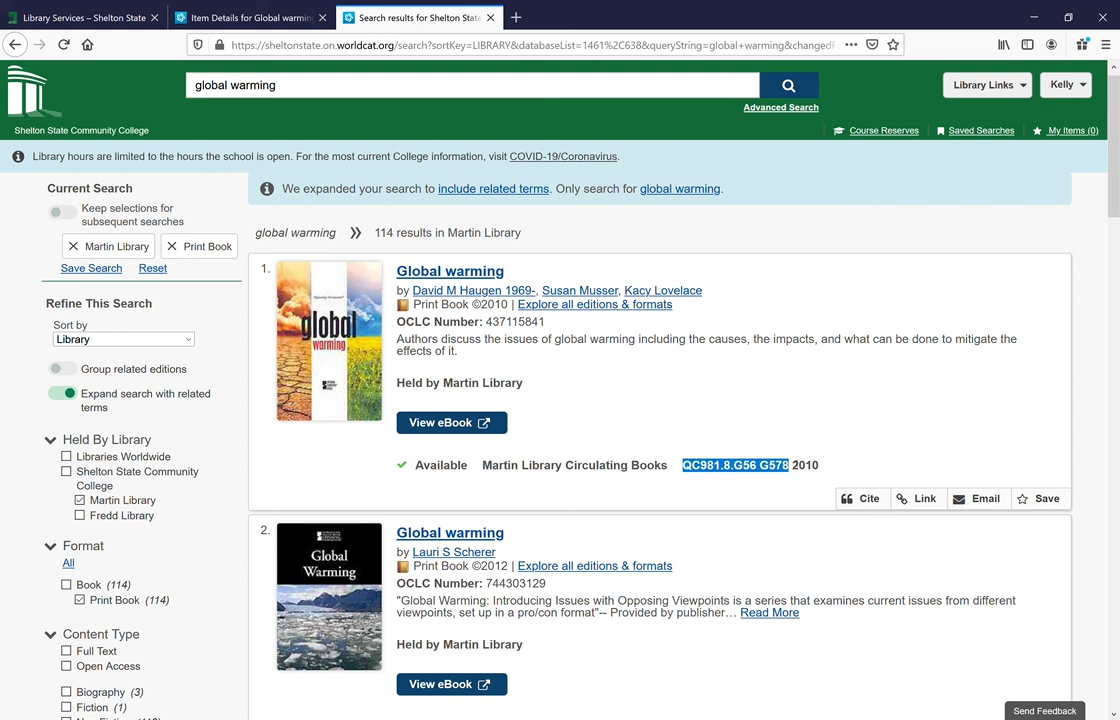 Library Services – Shelton State
Item Details for Global warming
Search results for Shelton State
https://sheltonstate.on.worldcat.org/search?sortKey=LIBRARY&databaseList=1461%2C638&queryString=global+warming&changedF
global warming
Advanced Search
Library Links
Kelly
Shelton State Community College
Course Reserves
Saved Searches
My Items (0)
Library hours are limited to the hours the school is open. For the most current College information, visit COVID-19/Coronavirus.
Current Search
Keep selections for
subsequent searches
Martin Library
Print Book
Save Search Reset
Refine This Search
Sort by
Library
Group related editions
Expand search with related
terms
Held By Library
Libraries Worldwide
Shelton State Community
College
Martin Library
Fredd Library
Format
All
Book (114)
Print Book (114)
Content Type
Full Text
Open Access
Biography (3)
Fiction (1)
We expanded your search to include related terms. Only search for global warming.
global warming 114 results in Martin Library
1.
global
warming
Global warming
by David M Haugen 1969-, Susan Musser, Kacy Lovelace
Print Book ©2010 | Explore all editions & formats
OCLC Number: 437115841
Authors discuss the issues of global warming including the causes, the impacts, and what can be done to mitigate the
effects of it.
Held by Martin Library
View eBook
Available Martin Library Circulating Books QC981.8.G56 G578 2010
Cite Link Email Save
2.
Global
Warming
Global warming
by Lauri S Scherer
Print Book ©2012 | Explore all editions & formats
OCLC Number: 744303129
"Global Warming: Introducing Issues with Opposing Viewpoints is a series that examines current issues from different
viewpoints, set up in a pro/con format"-- Provided by publisher… Read More
Held by Martin Library
View eBook
Send Feedback